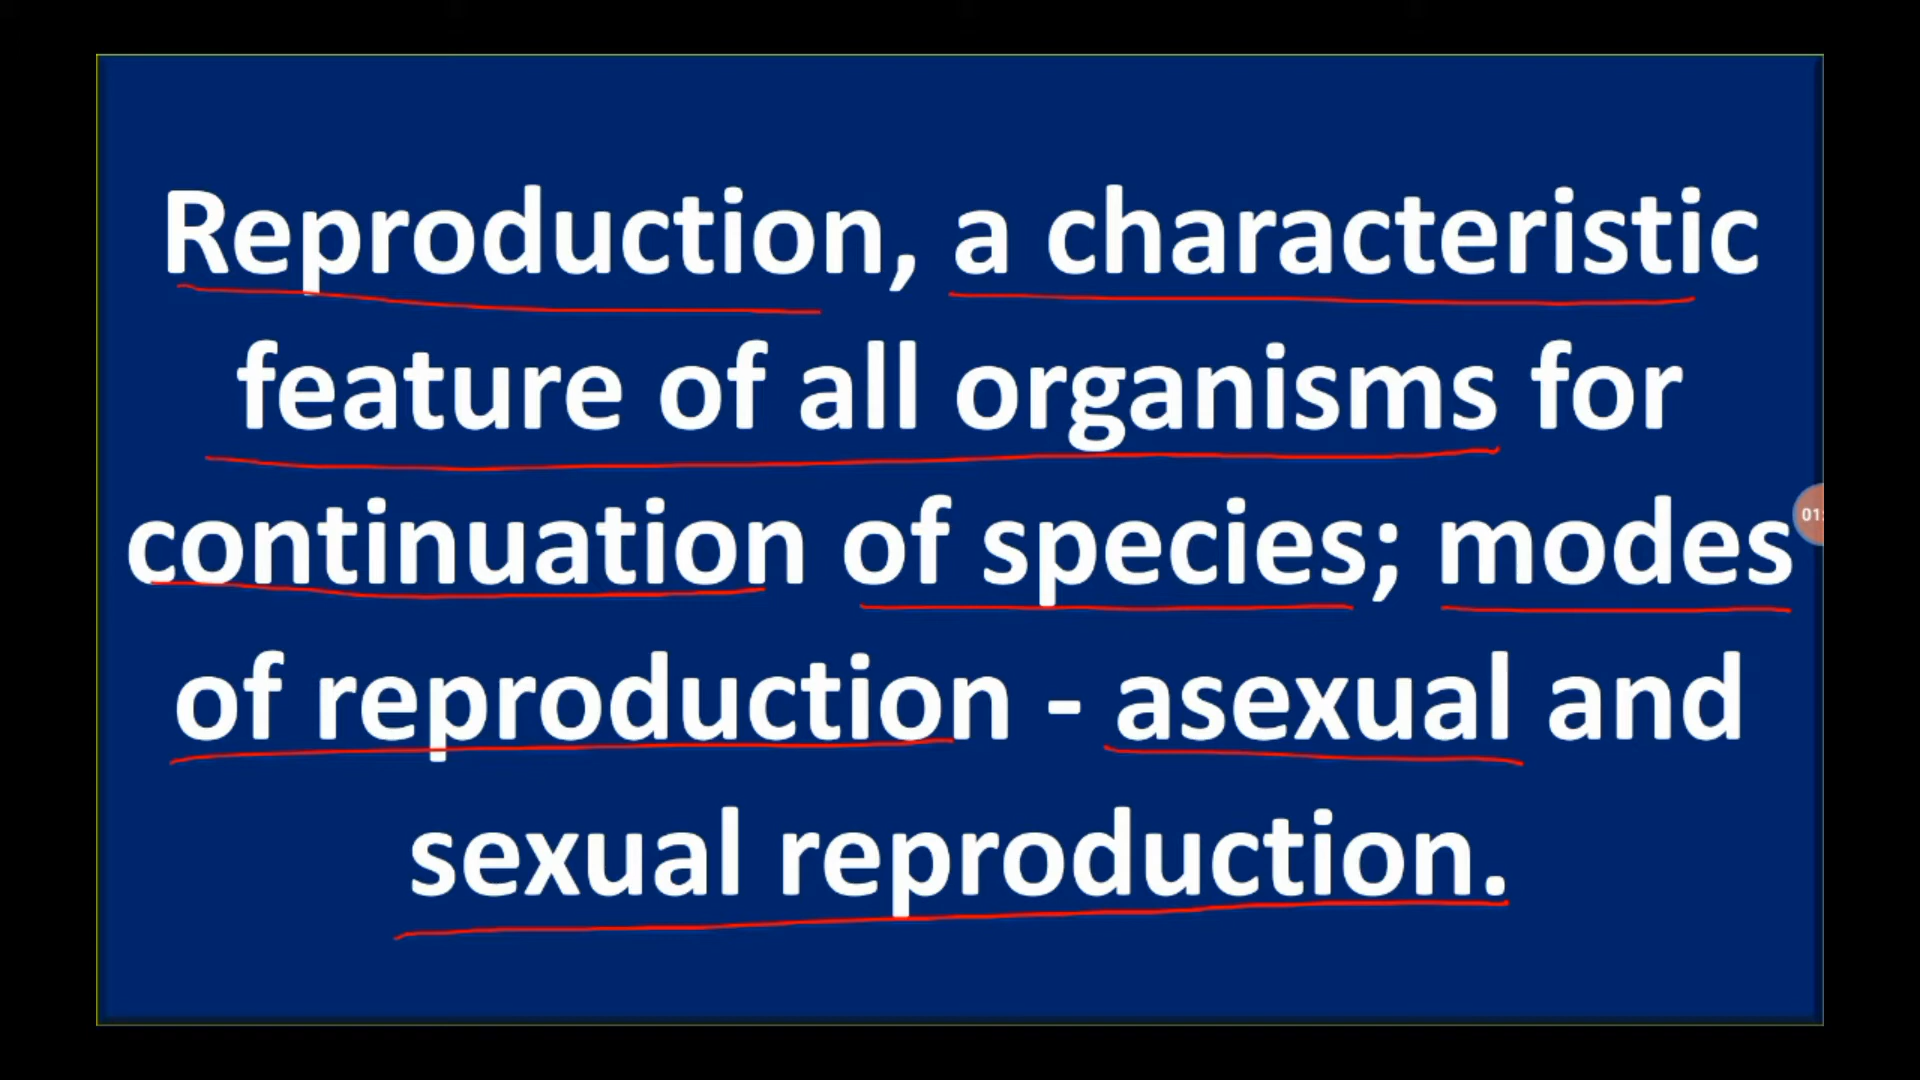 Reproduction, a characteristic
feature of all organisms for
continuation of species; modes
of reproduction - asexual and
sexual reproduction.